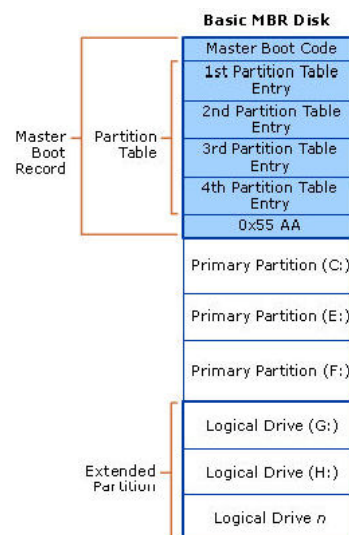 Basic MBR Disk
Master Boot Code
1st Partition Table
Entry
2nd Partition Table
Entry
3rd Partition Table
Entry
4th Partition Table
Entry
0x55 AA
Master
Boot
Record
Partition
Table
Primary Partition (C:)
Primary Partition (E:)
Primary Partition (F:)
Extended
Partition
Logical Drive (G:)
Logical Drive (H:)
Logical Drive n